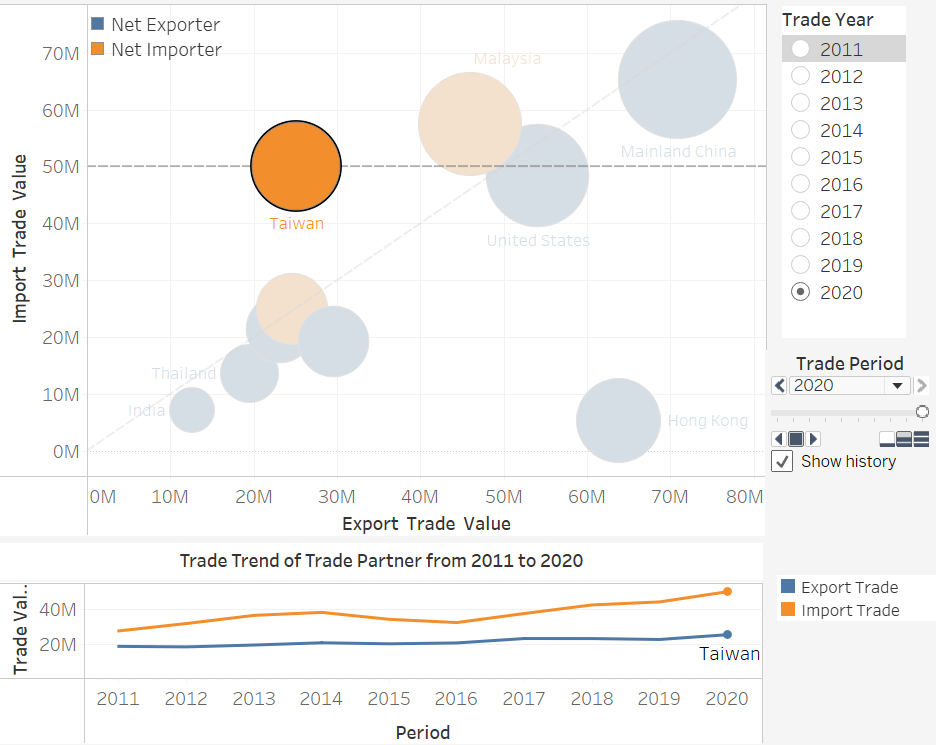 Net Exporter
Net Importer
Import Trade Value
70M
60M
50M
40M
30M
20M
10M
0M
Malaysia
Mainland China
Taiwan
United States
Thailand
India
Hong Kong
0M 10M 20M 30M 40M 50M 60M 70M 80M
Export Trade Value
Trade Year
2011
2012
2013
2014
2015
2016
2017
2018
2019
2020
Trade Period
2020
Show history
Trade Trend of Trade Partner from 2011 to 2020
Trade Val..
40M
20M
Taiwan
2011 2012 2013 2014 2015 2016 2017 2018 2019 2020
Period
Export Trade
Import Trade